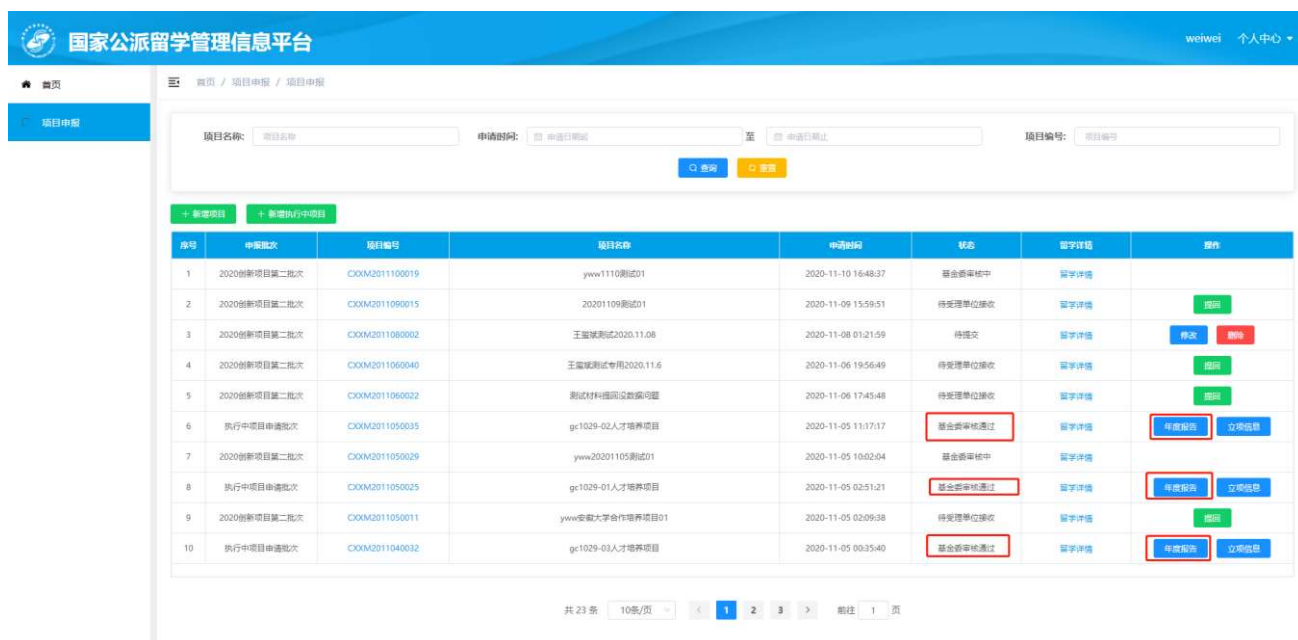 国家公派留学管理信息平台
weiwei 个人中心
首页
首页 / 项目申报 / 项目申报
项目申报
项目名称: 项目名称 申请时间: 申请日期起 至 申请日期止 项目编号: 项目编号
查询 重置
+ 新增项目 + 新增执行中项目
序号 申报批次 项目编号 项目名称 申请时间 状态 留学详情 操作
1 2020创新项目第二批次 CXXM2011100019 yww1110测试01 2020-11-10 16:48:37 基金委审核中 留学详情
2 2020创新项目第二批次 CXXM2011090015 20201109测试01 2020-11-09 15:59:51 待受理单位接收 留学详情 提回
3 2020创新项目第二批次 CXXM2011080002 测试2020.11.08 2020-11-08 01:21:59 待提交 留学详情 修改 删除
4 2020创新项目第二批次 CXXM2011060040 测试专用2020.11.6 2020-11-06 19:56:49 待受理单位接收 留学详情 提回
5 2020创新项目第二批次 CXXM2011060022 测试材料提回没数据问题 2020-11-06 17:45:48 待受理单位接收 留学详情 提回
6 执行中项目申请批次 CXXM2011050035 gc1029-02人才培养项目 2020-11-05 11:17:17 基金委审核通过 留学详情 年度报告 立项信息
7 2020创新项目第二批次 CXXM2011050029 yww20201105测试01 2020-11-05 10:02:04 基金委审核中 留学详情
8 执行中项目申请批次 CXXM2011050025 gc1029-01人才培养项目 2020-11-05 02:51:21 基金委审核通过 留学详情 年度报告 立项信息
9 2020创新项目第二批次 CXXM2011050011 yww安徽大学合作培养项目01 2020-11-05 02:09:38 待受理单位接收 留学详情 提回
10 执行中项目申请批次 CXXM2011040032 gc1029-03人才培养项目 2020-11-05 00:35:40 基金委审核通过 留学详情 年度报告 立项信息
共 23 条 10条/页 < 1 2 3 > 前往 1 页